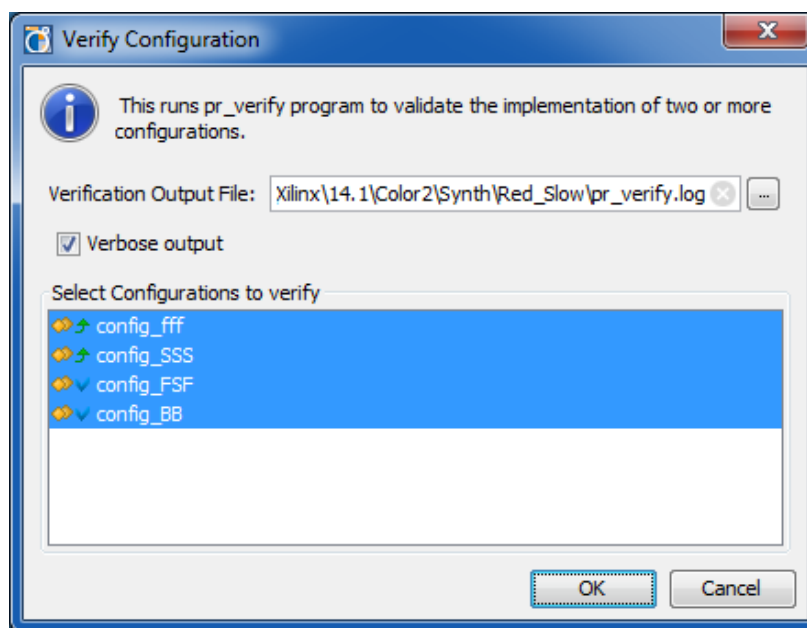 Verify Configuration
This runs pr_verify program to validate the implementation of two or more
configurations.
Verification Output File: Xilinx\14.1\Color2\Synth\Red_Slow\pr_verify.log ...
Verbose output
Select Configurations to verify
config_fff
config_SSS
config_FSF
config_BB
OK Cancel